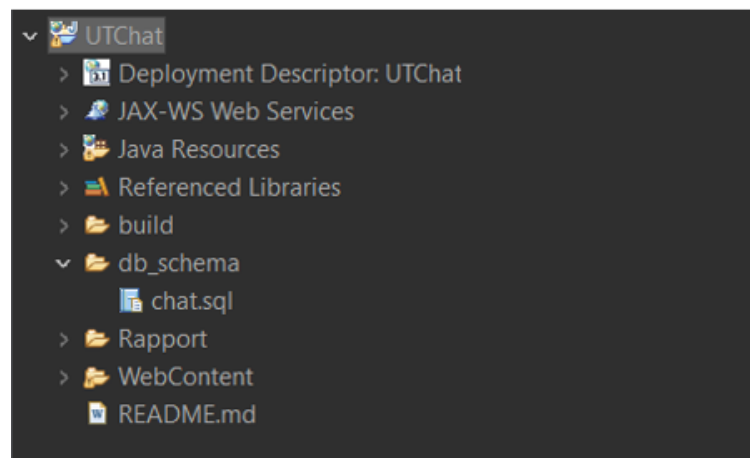 UTChat
Deployment Descriptor: UTChat
JAX-WS Web Services
Java Resources
Referenced Libraries
build
db_schema
chat.sql
Rapport
WebContent
README.md